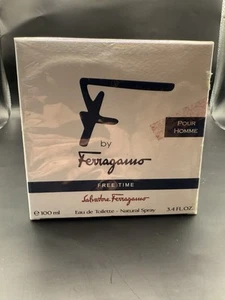 F
by
Ferragamo
POUR
HOMME
FREE TIME
Salvatore Ferragamo
℮ 100 ml Eau de Toilette - Natural Spray 3.4 FL.OZ.